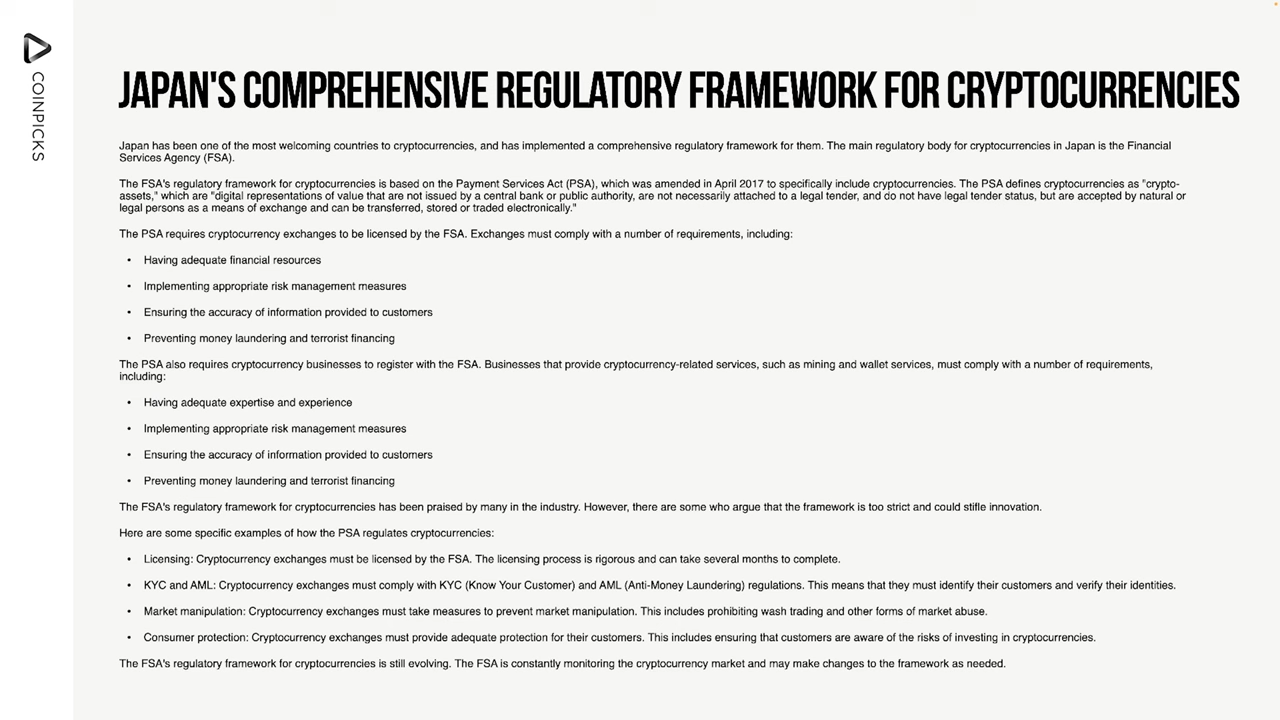 COINPICKS
JAPAN'S COMPREHENSIVE REGULATORY FRAMEWORK FOR CRYPTOCURRENCIES
Japan has been one of the most welcoming countries to cryptocurrencies, and has implemented a comprehensive regulatory framework for them. The main regulatory body for cryptocurrencies in Japan is the Financial
Services Agency (FSA).
The FSA's regulatory framework for cryptocurrencies is based on the Payment Services Act (PSA), which was amended in April 2017 to specifically include cryptocurrencies. The PSA defines cryptocurrencies as "crypto-
assets," which are "digital representations of value that are not issued by a central bank or public authority, are not necessarily attached to a legal tender, and do not have legal tender status, but are accepted by natural or
legal persons as a means of exchange and can be transferred, stored or traded electronically."
The PSA requires cryptocurrency exchanges to be licensed by the FSA. Exchanges must comply with a number of requirements, including:
• Having adequate financial resources
• Implementing appropriate risk management measures
• Ensuring the accuracy of information provided to customers
• Preventing money laundering and terrorist financing
The PSA also requires cryptocurrency businesses to register with the FSA. Businesses that provide cryptocurrency-related services, such as mining and wallet services, must comply with a number of requirements,
including:
• Having adequate expertise and experience
• Implementing appropriate risk management measures
• Ensuring the accuracy of information provided to customers
• Preventing money laundering and terrorist financing
The FSA's regulatory framework for cryptocurrencies has been praised by many in the industry. However, there are some who argue that the framework is too strict and could stifle innovation.
Here are some specific examples of how the PSA regulates cryptocurrencies:
• Licensing: Cryptocurrency exchanges must be licensed by the FSA. The licensing process is rigorous and can take several months to complete.
• KYC and AML: Cryptocurrency exchanges must comply with KYC (Know Your Customer) and AML (Anti-Money Laundering) regulations. This means that they must identify their customers and verify their identities.
• Market manipulation: Cryptocurrency exchanges must take measures to prevent market manipulation. This includes prohibiting wash trading and other forms of market abuse.
• Consumer protection: Cryptocurrency exchanges must provide adequate protection for their customers. This includes ensuring that customers are aware of the risks of investing in cryptocurrencies.
The FSA's regulatory framework for cryptocurrencies is still evolving. The FSA is constantly monitoring the cryptocurrency market and may make changes to the framework as needed.